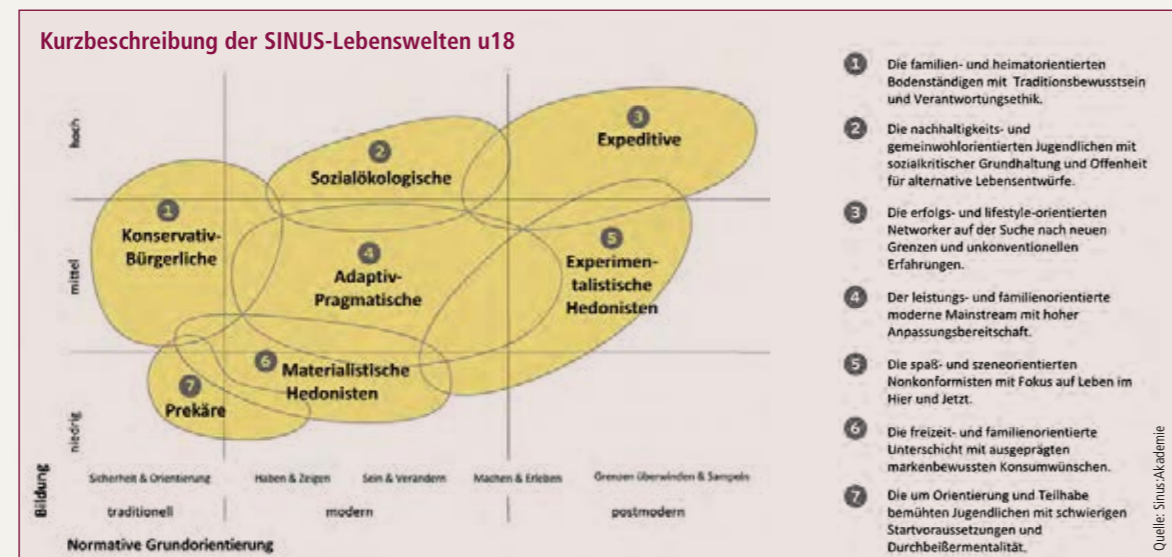 Kurzbeschreibung der SINUS-Lebenswelten u18
hoch
mittel
niedrig
Bildung
3
Expeditive
2
Sozialökologische
1
Konservativ-
Bürgerliche
4
Adaptiv-
Pragmatische
5
Experimen-
talistische
Hedonisten
6
Materialistische
Hedonisten
7
Prekäre
Sicherheit & Orientierung
Haben & Zeigen
Sein & Verändern
Machen & Erleben
Grenzen überwinden & Sampeln
traditionell
modern
postmodern
Normative Grundorientierung
1 Die familien- und heimatorientierten
Bodenständigen mit Traditionsbewusstsein
und Verantwortungsethik.
2 Die nachhaltigkeits- und
gemeinwohlorientierten Jugendlichen mit
sozialkritischer Grundhaltung und Offenheit
für alternative Lebensentwürfe.
3 Die erfolgs- und lifestyle-orientierten
Networker auf der Suche nach neuen
Grenzen und unkonventionellen
Erfahrungen.
4 Der leistungs- und familienorientierte
moderne Mainstream mit hoher
Anpassungsbereitschaft.
5 Die spaß- und szeneorientierten
Nonkonformisten mit Fokus auf Leben im
Hier und Jetzt.
6 Die freizeit- und familienorientierte
Unterschicht mit ausgeprägten
markenbewussten Konsumwünschen.
7 Die um Orientierung und Teilhabe
bemühten Jugendlichen mit schwierigen
Startvoraussetzungen und
Durchbeißermentalität.
Quelle: Sinus:Akademie